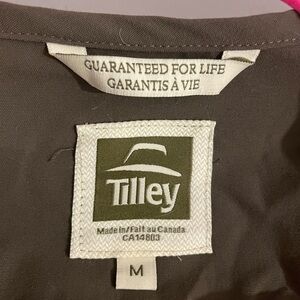 GUARANTEED FOR LIFE
GARANTIS À VIE
Tilley
Made in/Fait au Canada
CA14803
M